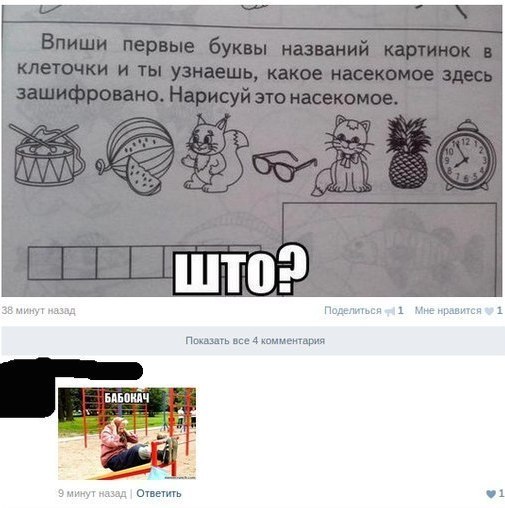 Впиши первые буквы названий картинок в
клеточки и ты узнаешь, какое насекомое здесь
зашифровано. Нарисуй это насекомое.
ШТО?
38 минут назад
Поделиться 1 Мне нравится 1
Показать все 4 комментария
БАБОКАЧ
9 минут назад | Ответить
1